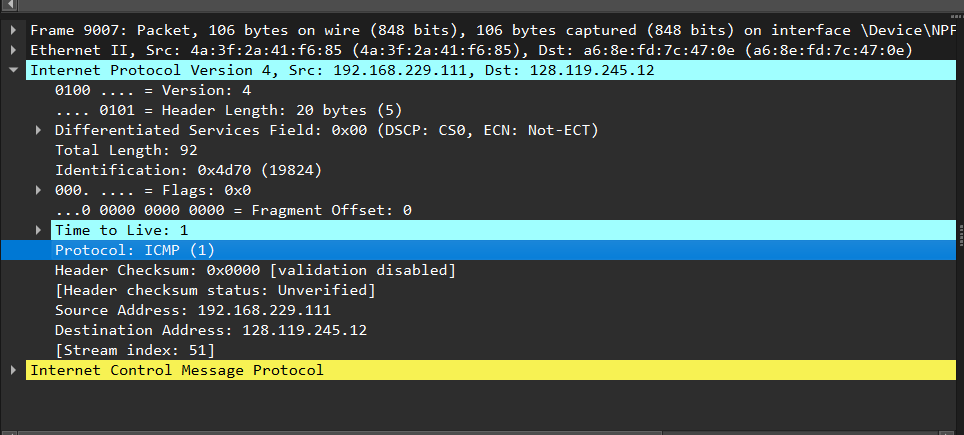 Frame 9007: Packet, 106 bytes on wire (848 bits), 106 bytes captured (848 bits) on interface \Device\NPF
Ethernet II, Src: 4a:3f:2a:41:f6:85 (4a:3f:2a:41:f6:85), Dst: a6:8e:fd:7c:47:0e (a6:8e:fd:7c:47:0e)
Internet Protocol Version 4, Src: 192.168.229.111, Dst: 128.119.245.12
0100 .... = Version: 4
.... 0101 = Header Length: 20 bytes (5)
Differentiated Services Field: 0x00 (DSCP: CS0, ECN: Not-ECT)
Total Length: 92
Identification: 0x4d70 (19824)
000. .... = Flags: 0x0
...0 0000 0000 0000 = Fragment Offset: 0
Time to Live: 1
Protocol: ICMP (1)
Header Checksum: 0x0000 [validation disabled]
[Header checksum status: Unverified]
Source Address: 192.168.229.111
Destination Address: 128.119.245.12
[Stream index: 51]
Internet Control Message Protocol